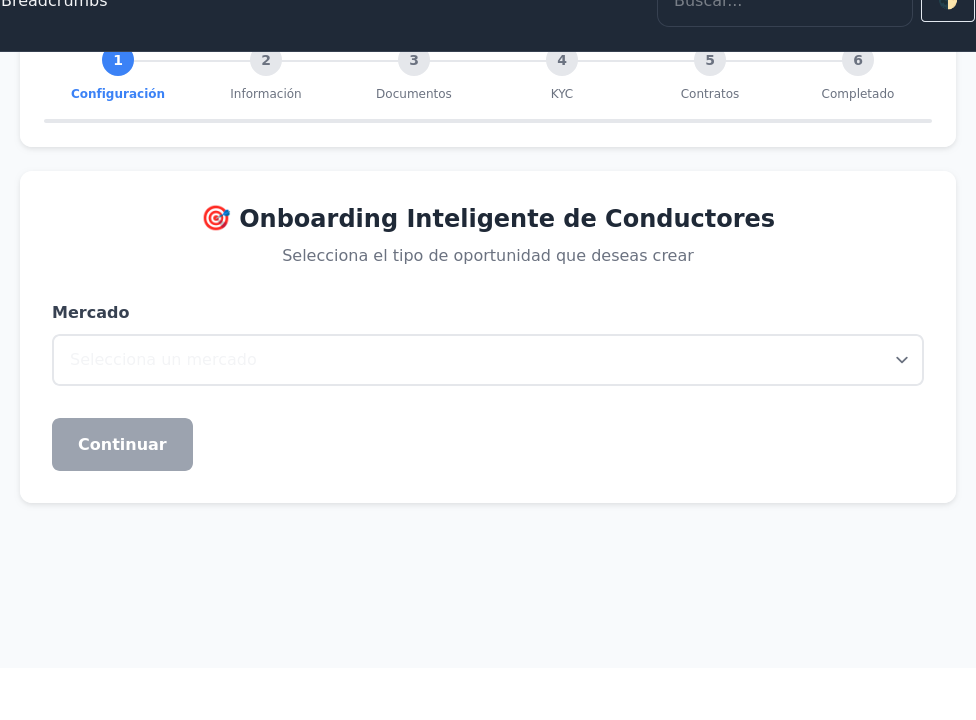 Breadcrumbs
Buscar...
1
2
3
4
5
6
Configuración
Información
Documentos
KYC
Contratos
Completado
🎯 Onboarding Inteligente de Conductores
Selecciona el tipo de oportunidad que deseas crear
Mercado
Selecciona un mercado
Continuar